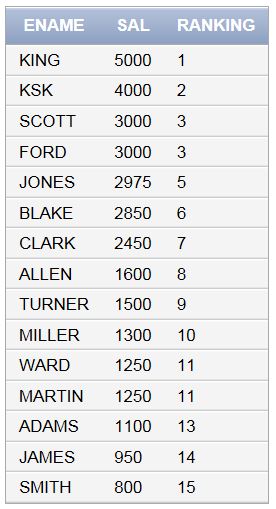 ENAME SAL RANKING
KING 5000 1
KSK 4000 2
SCOTT 3000 3
FORD 3000 3
JONES 2975 5
BLAKE 2850 6
CLARK 2450 7
ALLEN 1600 8
TURNER 1500 9
MILLER 1300 10
WARD 1250 11
MARTIN 1250 11
ADAMS 1100 13
JAMES 950 14
SMITH 800 15